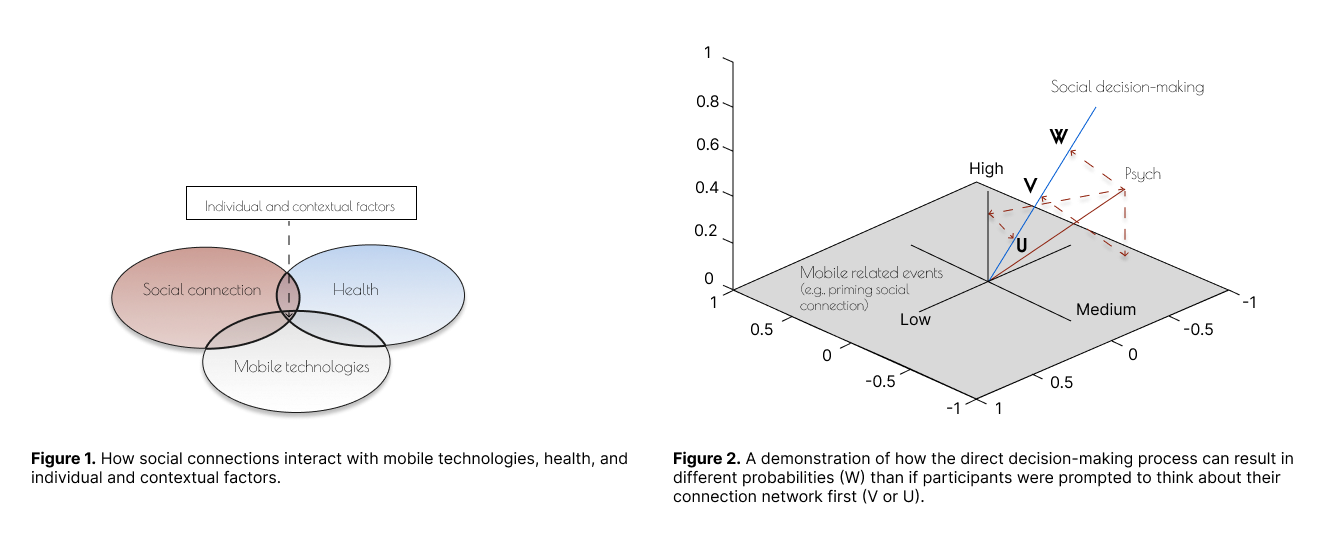 Individual and contextual factors
Social connection
Health
Mobile technologies
Figure 1. How social connections interact with mobile technologies, health, and
individual and contextual factors.
1
0.8
0.6
0.4
0.2
0
1
0.5
0
-0.5
-1
1
0.5
0
-0.5
-1
Social decision-making
W
Psych
High
V
U
Mobile related events
(e.g., priming social
connection)
Low
Medium
Figure 2. A demonstration of how the direct decision-making process can result in
different probabilities (W) than if participants were prompted to think about their
connection network first (V or U).